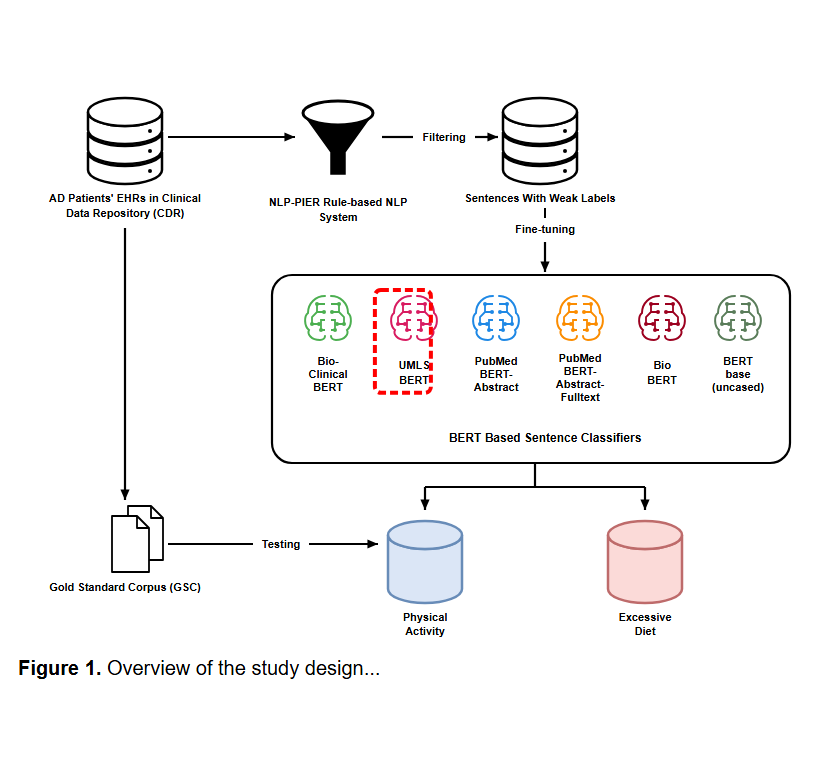 AD Patients' EHRs in Clinical
Data Repository (CDR)
NLP-PIER Rule-based NLP
System
Filtering
Sentences With Weak Labels
Fine-tuning
Bio-
Clinical
BERT
UMLS
BERT
PubMed
BERT-
Abstract
PubMed
BERT-
Abstract-
Fulltext
Bio
BERT
BERT
base
(uncased)
BERT Based Sentence Classifiers
Gold Standard Corpus (GSC)
Testing
Physical
Activity
Excessive
Diet
Figure 1. Overview of the study design...